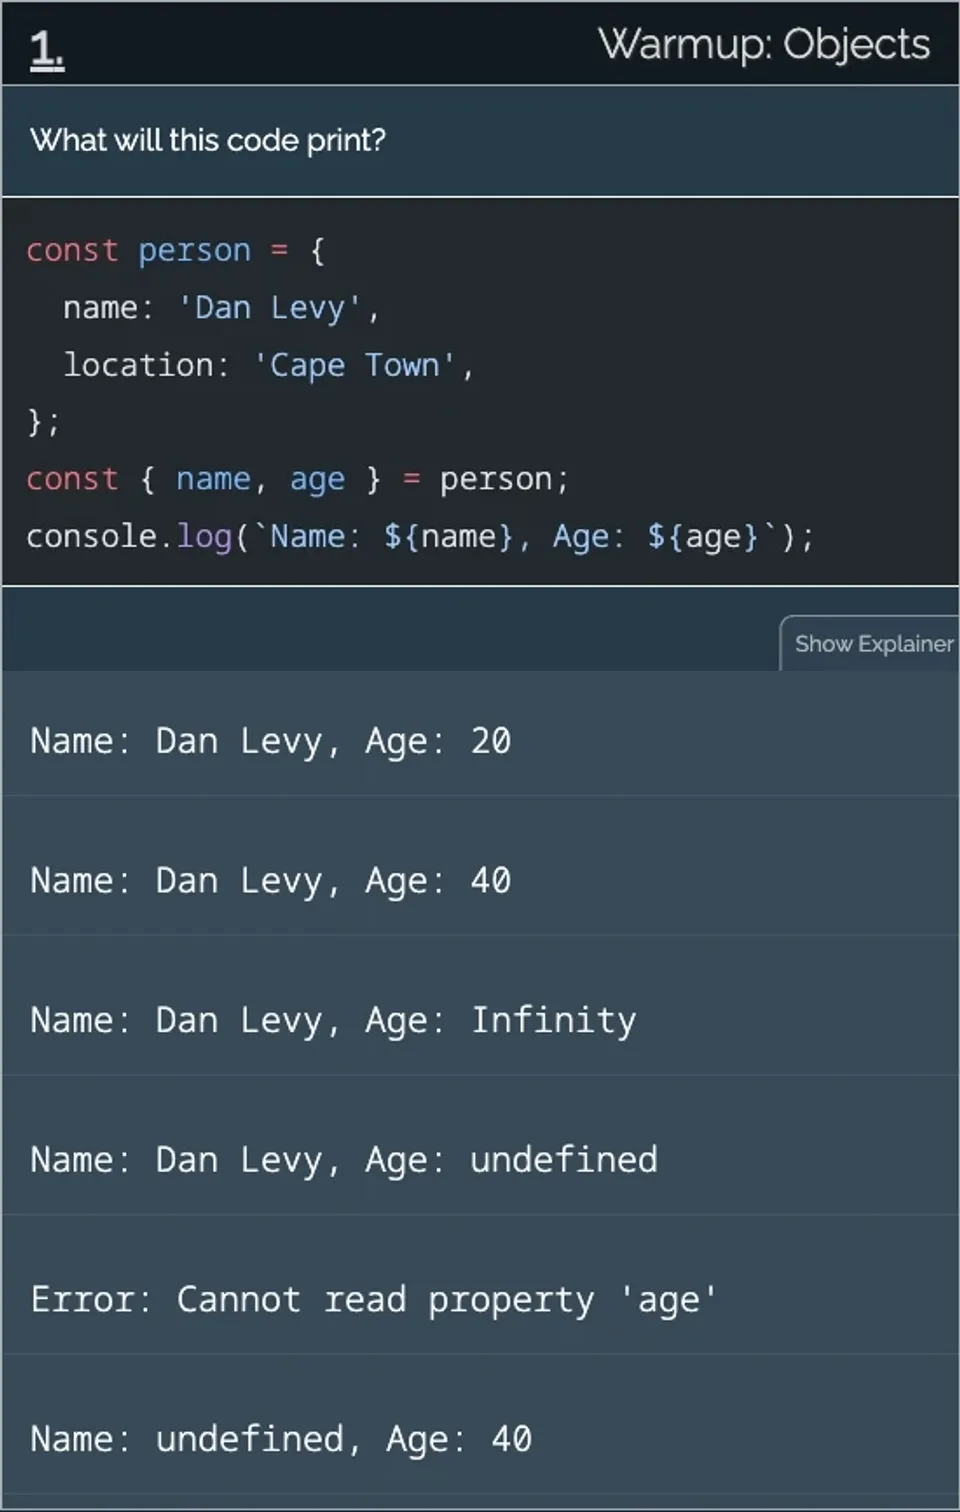 1.
Warmup: Objects
What will this code print?
const person = {
  name: 'Dan Levy',
  location: 'Cape Town',
};
const { name, age } = person;
console.log(`Name: ${name}, Age: ${age}`);
Show Explainer
Name: Dan Levy, Age: 20
Name: Dan Levy, Age: 40
Name: Dan Levy, Age: Infinity
Name: Dan Levy, Age: undefined
Error: Cannot read property 'age'
Name: undefined, Age: 40